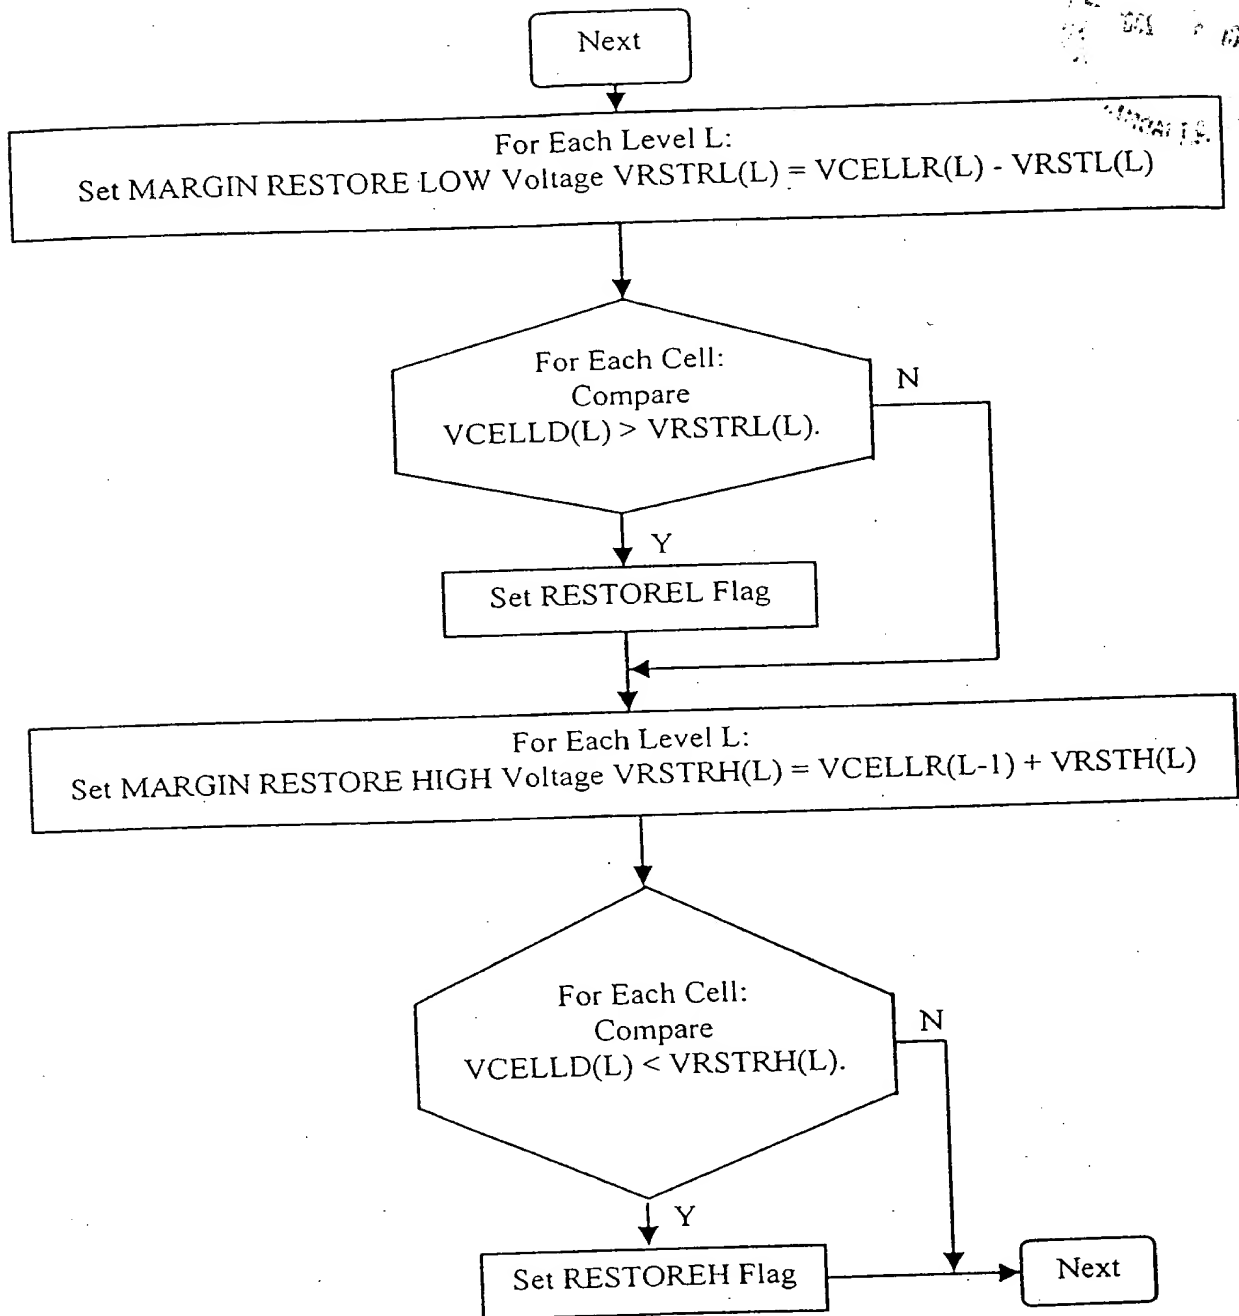 Next
For Each Level L:
Set MARGIN RESTORE LOW Voltage VRSTRL(L) = VCELLR(L) - VRSTL(L)
For Each Cell:
Compare
VCELLD(L) > VRSTRL(L).
N
Y
Set RESTOREL Flag
For Each Level L:
Set MARGIN RESTORE HIGH Voltage VRSTRH(L) = VCELLR(L-1) + VRSTH(L)
For Each Cell:
Compare
VCELLD(L) < VRSTRH(L).
N
Y
Set RESTOREH Flag
Next